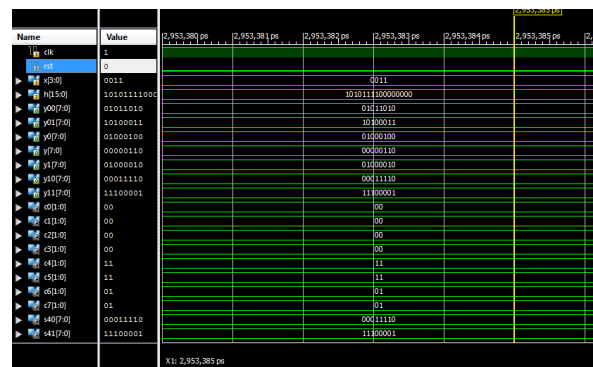 2,953,385 ps
Name Value 2,953,380 ps 2,953,381 ps 2,953,382 ps 2,953,383 ps 2,953,384 ps 2,953,385 ps 2,
clk 1
rst 0
x[3:0] 0011 0011
h[15:0] 10101111000 1010111100000000
y00[7:0] 01011010 01011010
y01[7:0] 10100011 10100011
y0[7:0] 01000100 01000100
y[7:0] 00000110 00000110
y1[7:0] 01000010 01000010
y10[7:0] 00011110 00011110
y11[7:0] 11100001 11100001
c0[1:0] 00 00
c1[1:0] 00 00
c2[1:0] 00 00
c3[1:0] 00 00
c4[1:0] 11 11
c5[1:0] 11 11
c6[1:0] 01 01
c7[1:0] 01 01
s40[7:0] 00011110 00011110
s41[7:0] 11100001 11100001
X1: 2,953,385 ps